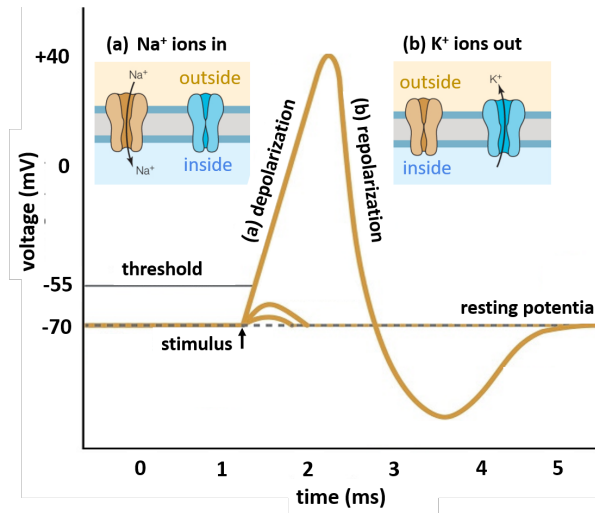 (a) Na⁺ ions in
(b) K⁺ ions out
+40
Na⁺
outside
inside
Na⁺
outside
K⁺
inside
0
voltage (mV)
(a) depolarization
(b) repolarization
-55
threshold
resting potential
-70
stimulus
0 1 2 3 4 5
time (ms)